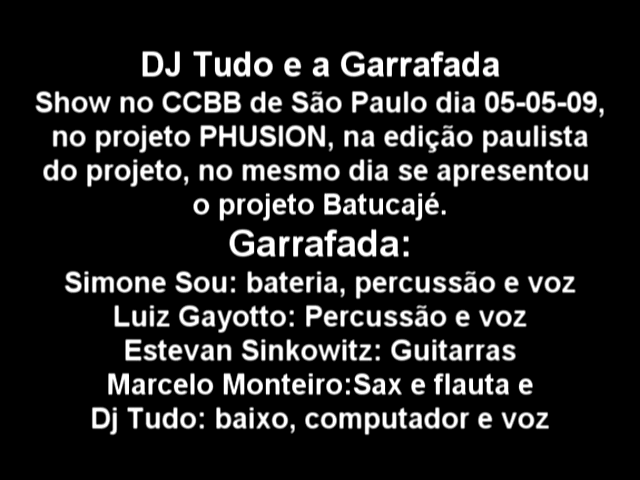 DJ Tudo e a Garrafada
Show no CCBB de São Paulo dia 05-05-09,
no projeto PHUSION, na edição paulista
do projeto, no mesmo dia se apresentou
o projeto Batucajé.
Garrafada:
Simone Sou: bateria, percussão e voz
Luiz Gayotto: Percussão e voz
Estevan Sinkowitz: Guitarras
Marcelo Monteiro:Sax e flauta e
Dj Tudo: baixo, computador e voz